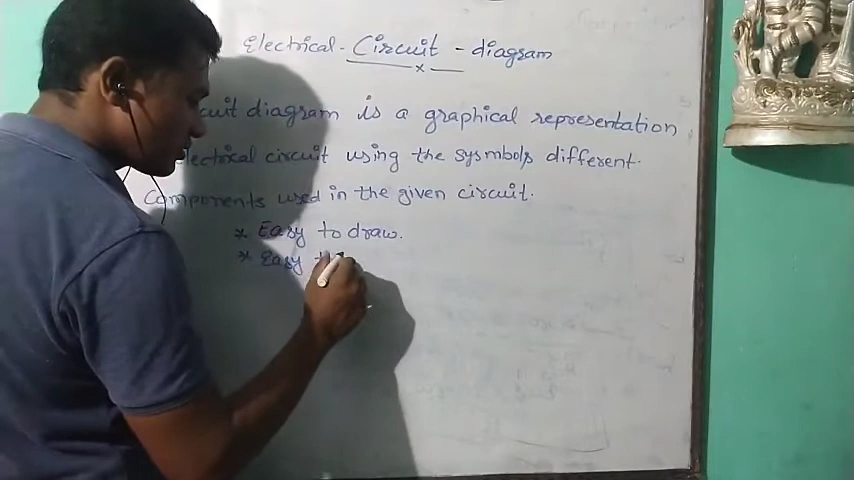 Electrical - Circuit - diagram
cuit diagram is a graphical representation
electrical circuit using the symbols different.
components used in the given circuit.
* Easy to draw.
* Easy t